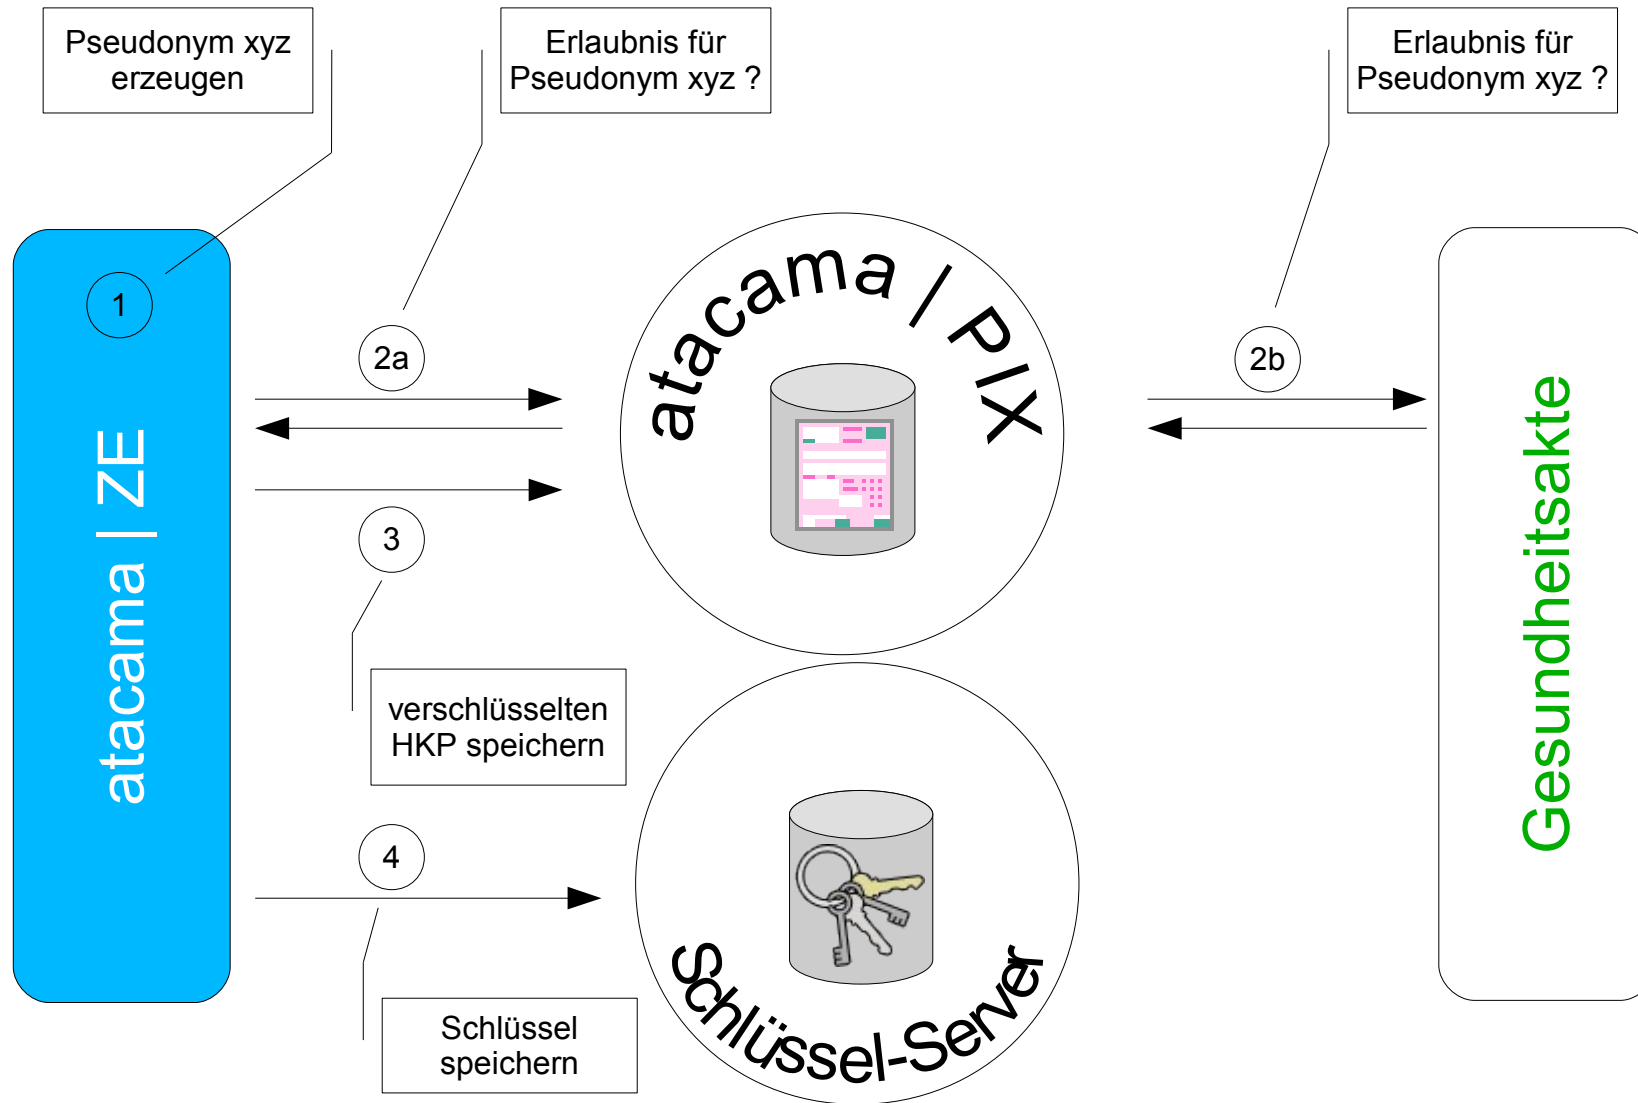 Pseudonym xyz
erzeugen
Erlaubnis für
Pseudonym xyz ?
Erlaubnis für
Pseudonym xyz ?
1
2a
2b
atacama | ZE
atacama | PIX
Gesundheitsakte
3
verschlüsselten
HKP speichern
4
Schlüssel
speichern
Schlüssel-Server